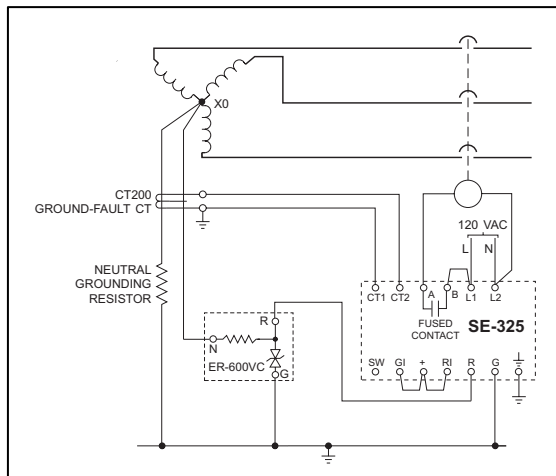 X0
CT200
GROUND-FAULT CT
120 VAC
L N
NEUTRAL
GROUNDING
RESISTOR
CT1 CT2 A B L1 L2
FUSED
CONTACT
SE-325
R
N
ER-600VC
G
SW GI + RI R G